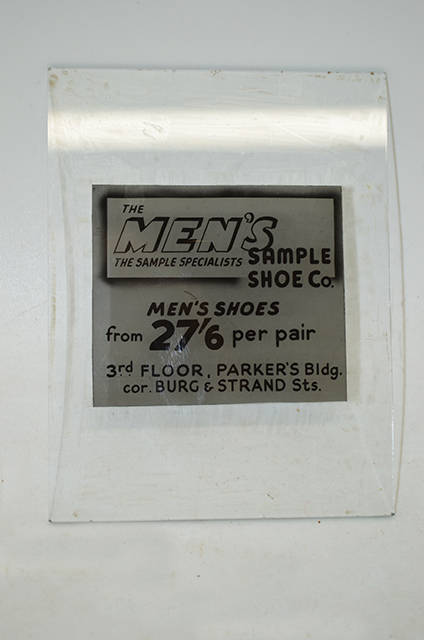 THE
MEN'S
THE SAMPLE SPECIALISTS
SAMPLE
SHOE Co.
MEN'S SHOES
from 27'/6 per pair
3rd FLOOR, PARKER'S Bldg.
cor. BURG & STRAND Sts.